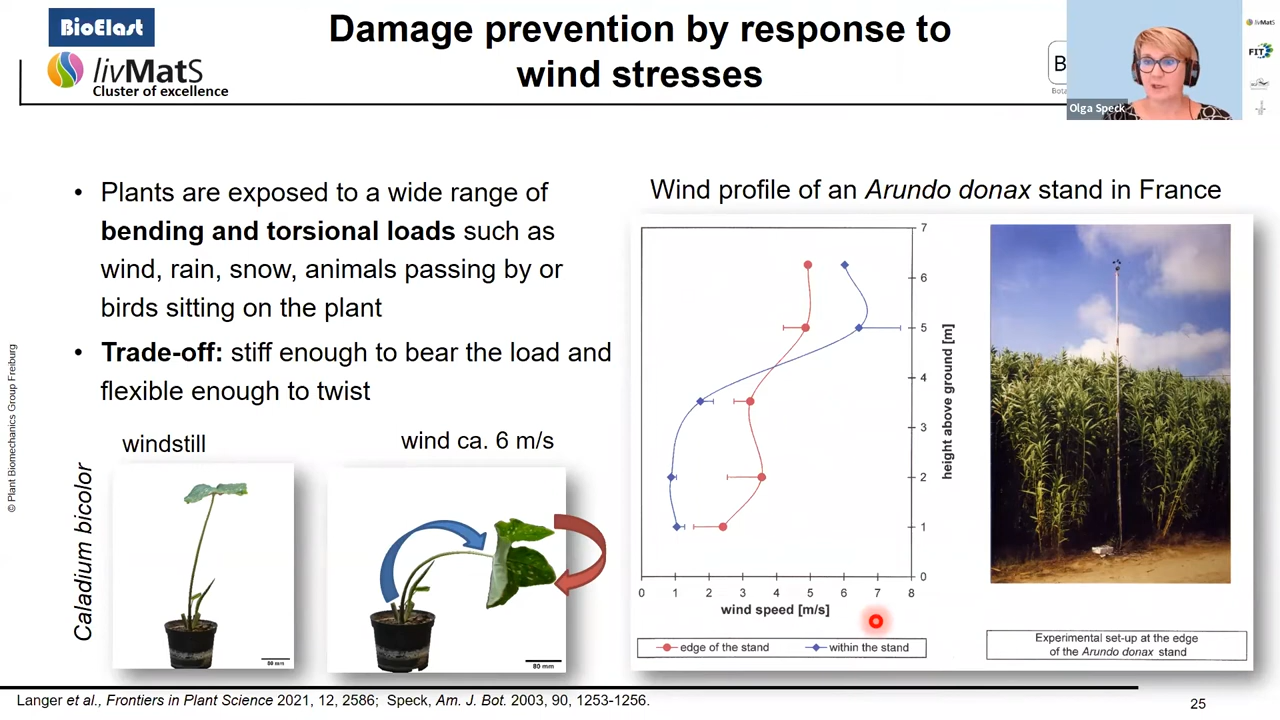 BioElast
livMatS
Cluster of excellence
Damage prevention by response to
wind stresses
Olga Speck
livMatS
FIT
• Plants are exposed to a wide range of
bending and torsional loads such as
wind, rain, snow, animals passing by or
birds sitting on the plant
• Trade-off: stiff enough to bear the load and
flexible enough to twist
windstill
wind ca. 6 m/s
Caladium bicolor
50 mm
80 mm
© Plant Biomechanics Group Freiburg
Wind profile of an Arundo donax stand in France
7
6
5
4
3
2
1
0
height above ground [m]
0 1 2 3 4 5 6 7 8
wind speed [m/s]
edge of the stand within the stand
Experimental set-up at the edge
of the Arundo donax stand
Langer et al., Frontiers in Plant Science 2021, 12, 2586; Speck, Am. J. Bot. 2003, 90, 1253-1256.
25